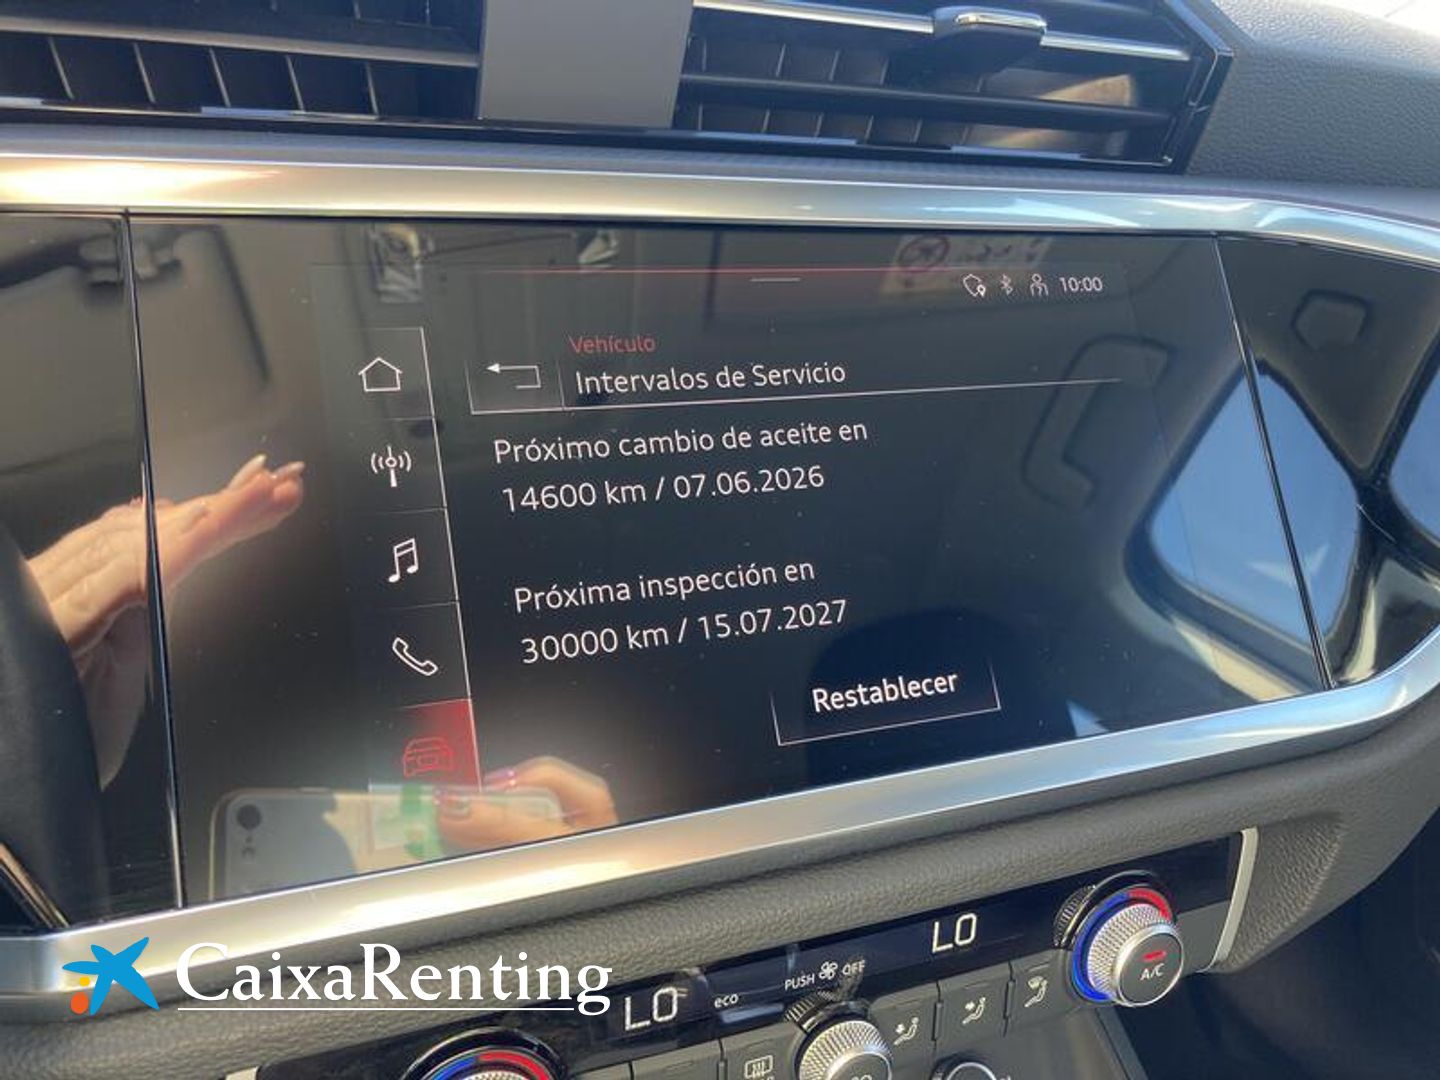 10:00
Vehículo
Intervalos de Servicio
Próximo cambio de aceite en
14600 km / 07.06.2026
Próxima inspección en
30000 km / 15.07.2027
Restablecer
CaixaRenting
LO
eco
PUSH OFF
LO
A/C